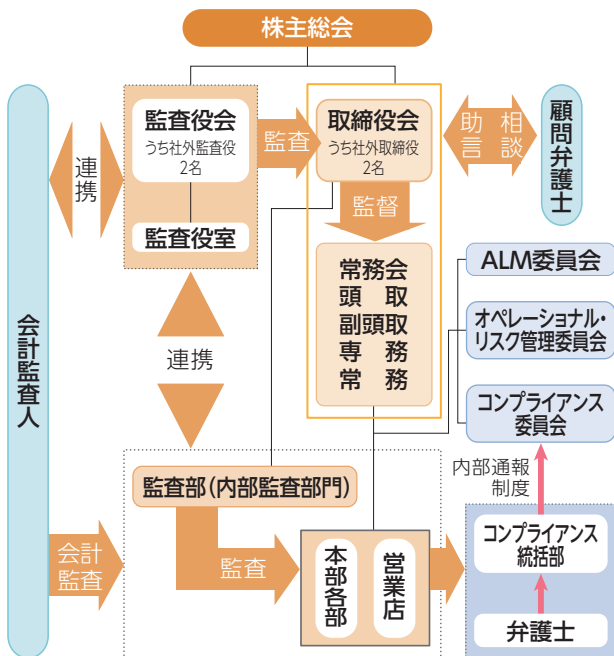 株主総会
監査役会
うち社外監査役
2名
監査役室
監査
取締役会
うち社外取締役
2名
監督
助言
相談
顧問弁護士
連携
会計監査人
常務会
頭　取
副頭取
専　務
常　務
ALM委員会
オペレーショナル・
リスク管理委員会
コンプライアンス
委員会
連携
内部通報
制度
監査部(内部監査部門)
会計
監査
監査
本部各部
営業店
コンプライアンス
統括部
弁護士